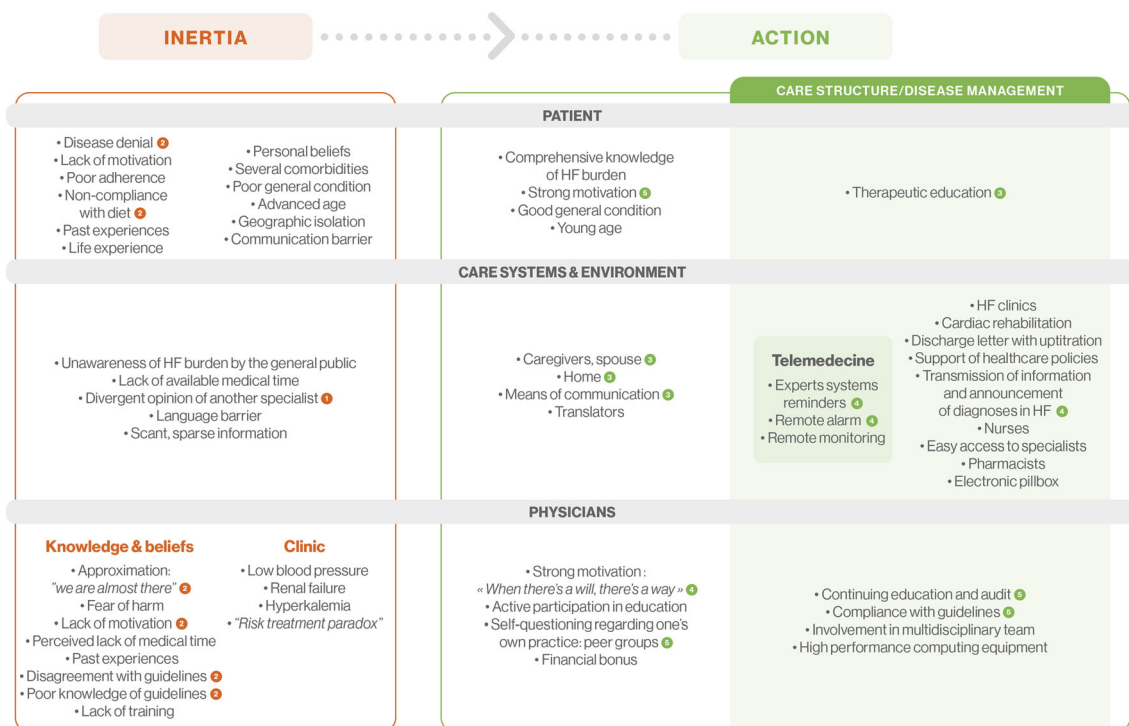 INERTIA
ACTION
CARE STRUCTURE/DISEASE MANAGEMENT
PATIENT
• Disease denial 2
• Lack of motivation
• Poor adherence
• Non-compliance
with diet 2
• Past experiences
• Life experience
• Personal beliefs
• Several comorbidities
• Poor general condition
• Advanced age
• Geographic isolation
• Communication barrier
• Comprehensive knowledge
of HF burden
• Strong motivation 5
• Good general condition
• Young age
• Therapeutic education 3
CARE SYSTEMS & ENVIRONMENT
• Unawareness of HF burden by the general public
• Lack of available medical time
• Divergent opinion of another specialist 1
• Language barrier
• Scant, sparse information
• Caregivers, spouse 3
• Home 3
• Means of communication 3
• Translators
Telemedecine
• Experts systems
reminders 4
• Remote alarm 4
• Remote monitoring
• HF clinics
• Cardiac rehabilitation
• Discharge letter with uptitration
• Support of healthcare policies
• Transmission of information
and announcement
of diagnoses in HF 4
• Nurses
• Easy access to specialists
• Pharmacists
• Electronic pillbox
PHYSICIANS
Knowledge & beliefs
• Approximation:
"we are almost there" 2
• Fear of harm
• Lack of motivation 2
• Perceived lack of medical time
• Past experiences
• Disagreement with guidelines 2
• Poor knowledge of guidelines 2
• Lack of training
Clinic
• Low blood pressure
• Renal failure
• Hyperkalemia
• "Risk treatment paradox"
• Strong motivation :
« When there's a will, there's a way » 4
• Active participation in education
• Self-questioning regarding one's
own practice: peer groups 5
• Financial bonus
• Continuing education and audit 5
• Compliance with guidelines 5
• Involvement in multidisciplinary team
• High performance computing equipment